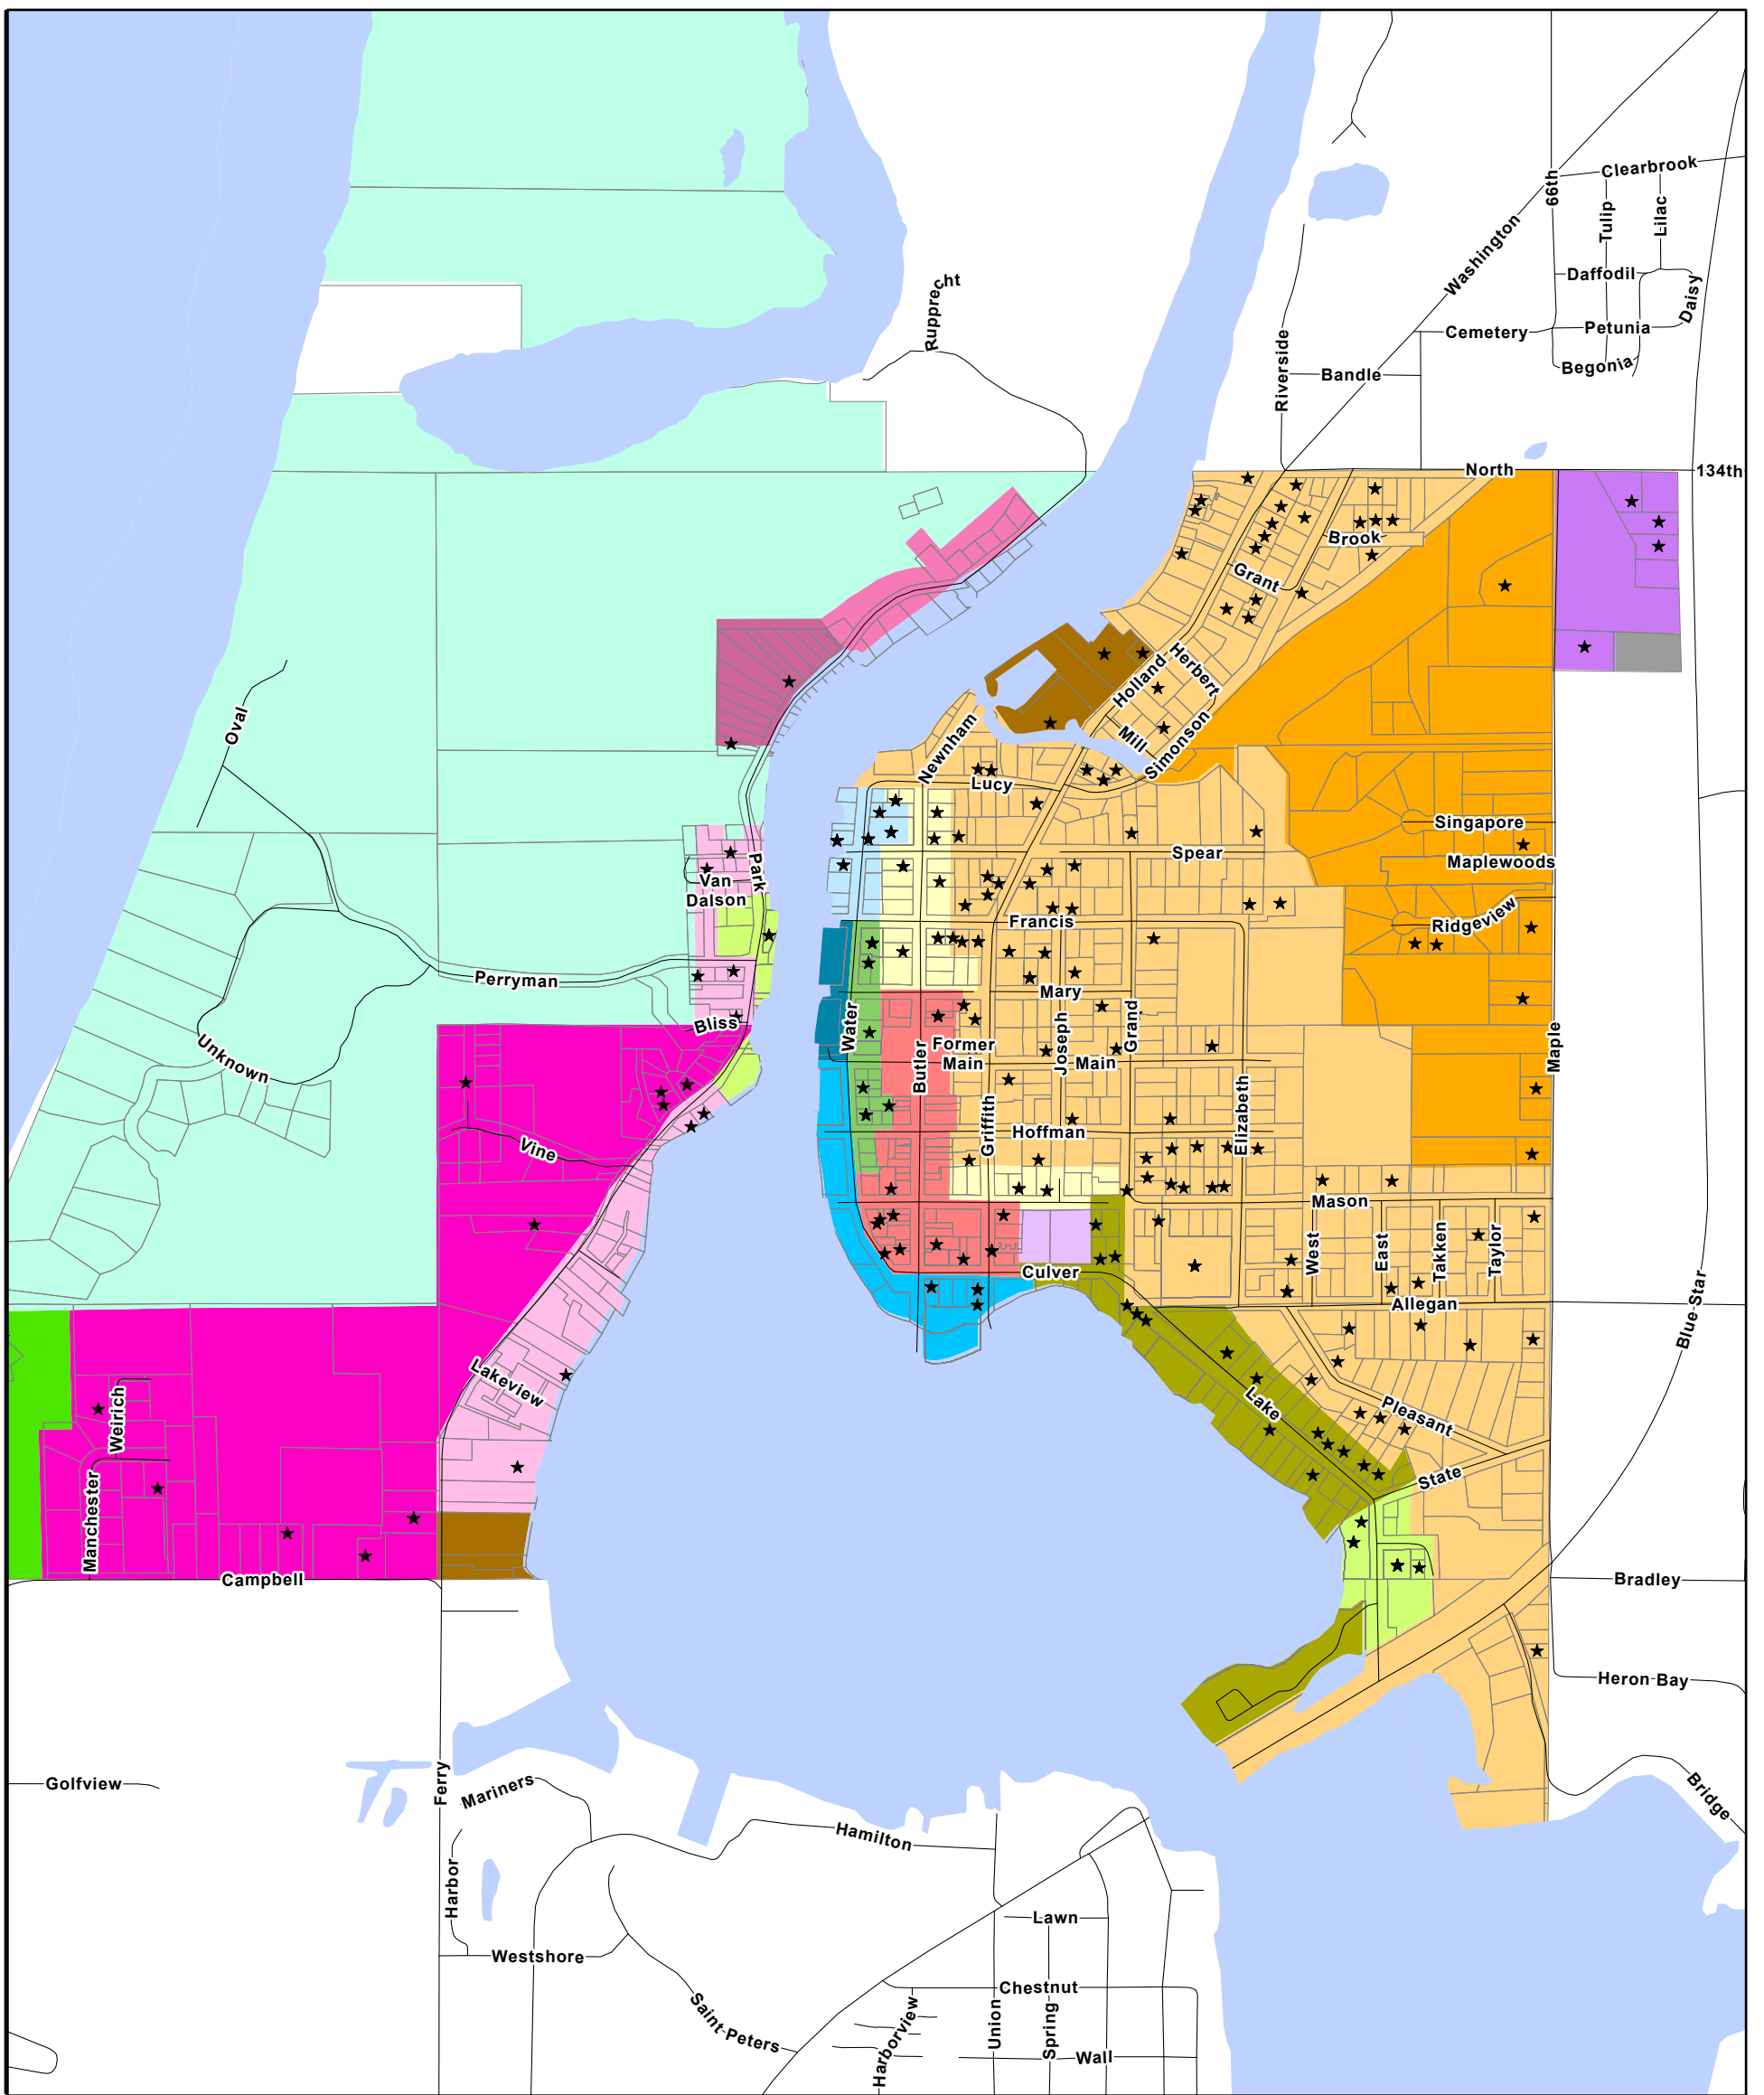 Clearbrook
66th
Tulip
Lilac
Washington
Daffodil
Daisy
Rupprecht
Cemetery
Petunia
Begonia
Riverside
Bandle
North
134th
Brook
Grant
Herbert
Holland
Oval
Newnham
Mill
Simonson
Lucy
Singapore
Spear
Maplewoods
Park
Van
Dalson
Francis
Ridgeview
Perryman
Mary
Water
Bliss
Grand
Joseph
Former
Main
Main
Unknown
Butler
Maple
Elizabeth
Griffith
Hoffman
Vine
Mason
West
East
Takken
Taylor
Culver
Allegan
Blue Star
Lakeview
Lake
Weirich
Pleasant
State
Manchester
Campbell
Bradley
Heron Bay
Golfview
Ferry
Mariners
Bridge
Hamilton
Harbor
Lawn
Westshore
Chestnut
Saint Peters
Harborview
Union
Spring
Wall